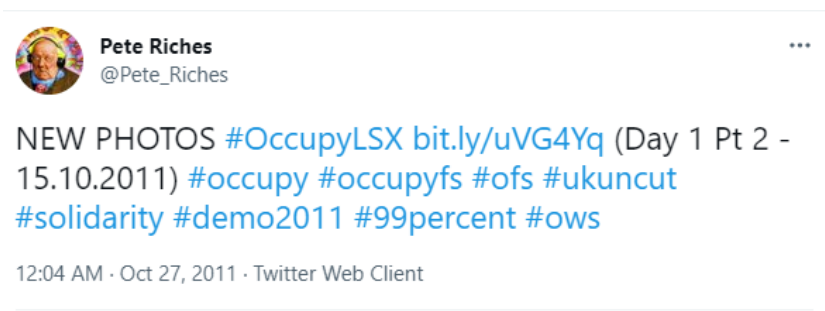 Pete Riches
@Pete_Riches
NEW PHOTOS #OccupyLSX bit.ly/uVG4Yq (Day 1 Pt 2 -
15.10.2011) #occupy #occupyfs #ofs #ukuncut
#solidarity #demo2011 #99percent #ows
12:04 AM · Oct 27, 2011 · Twitter Web Client